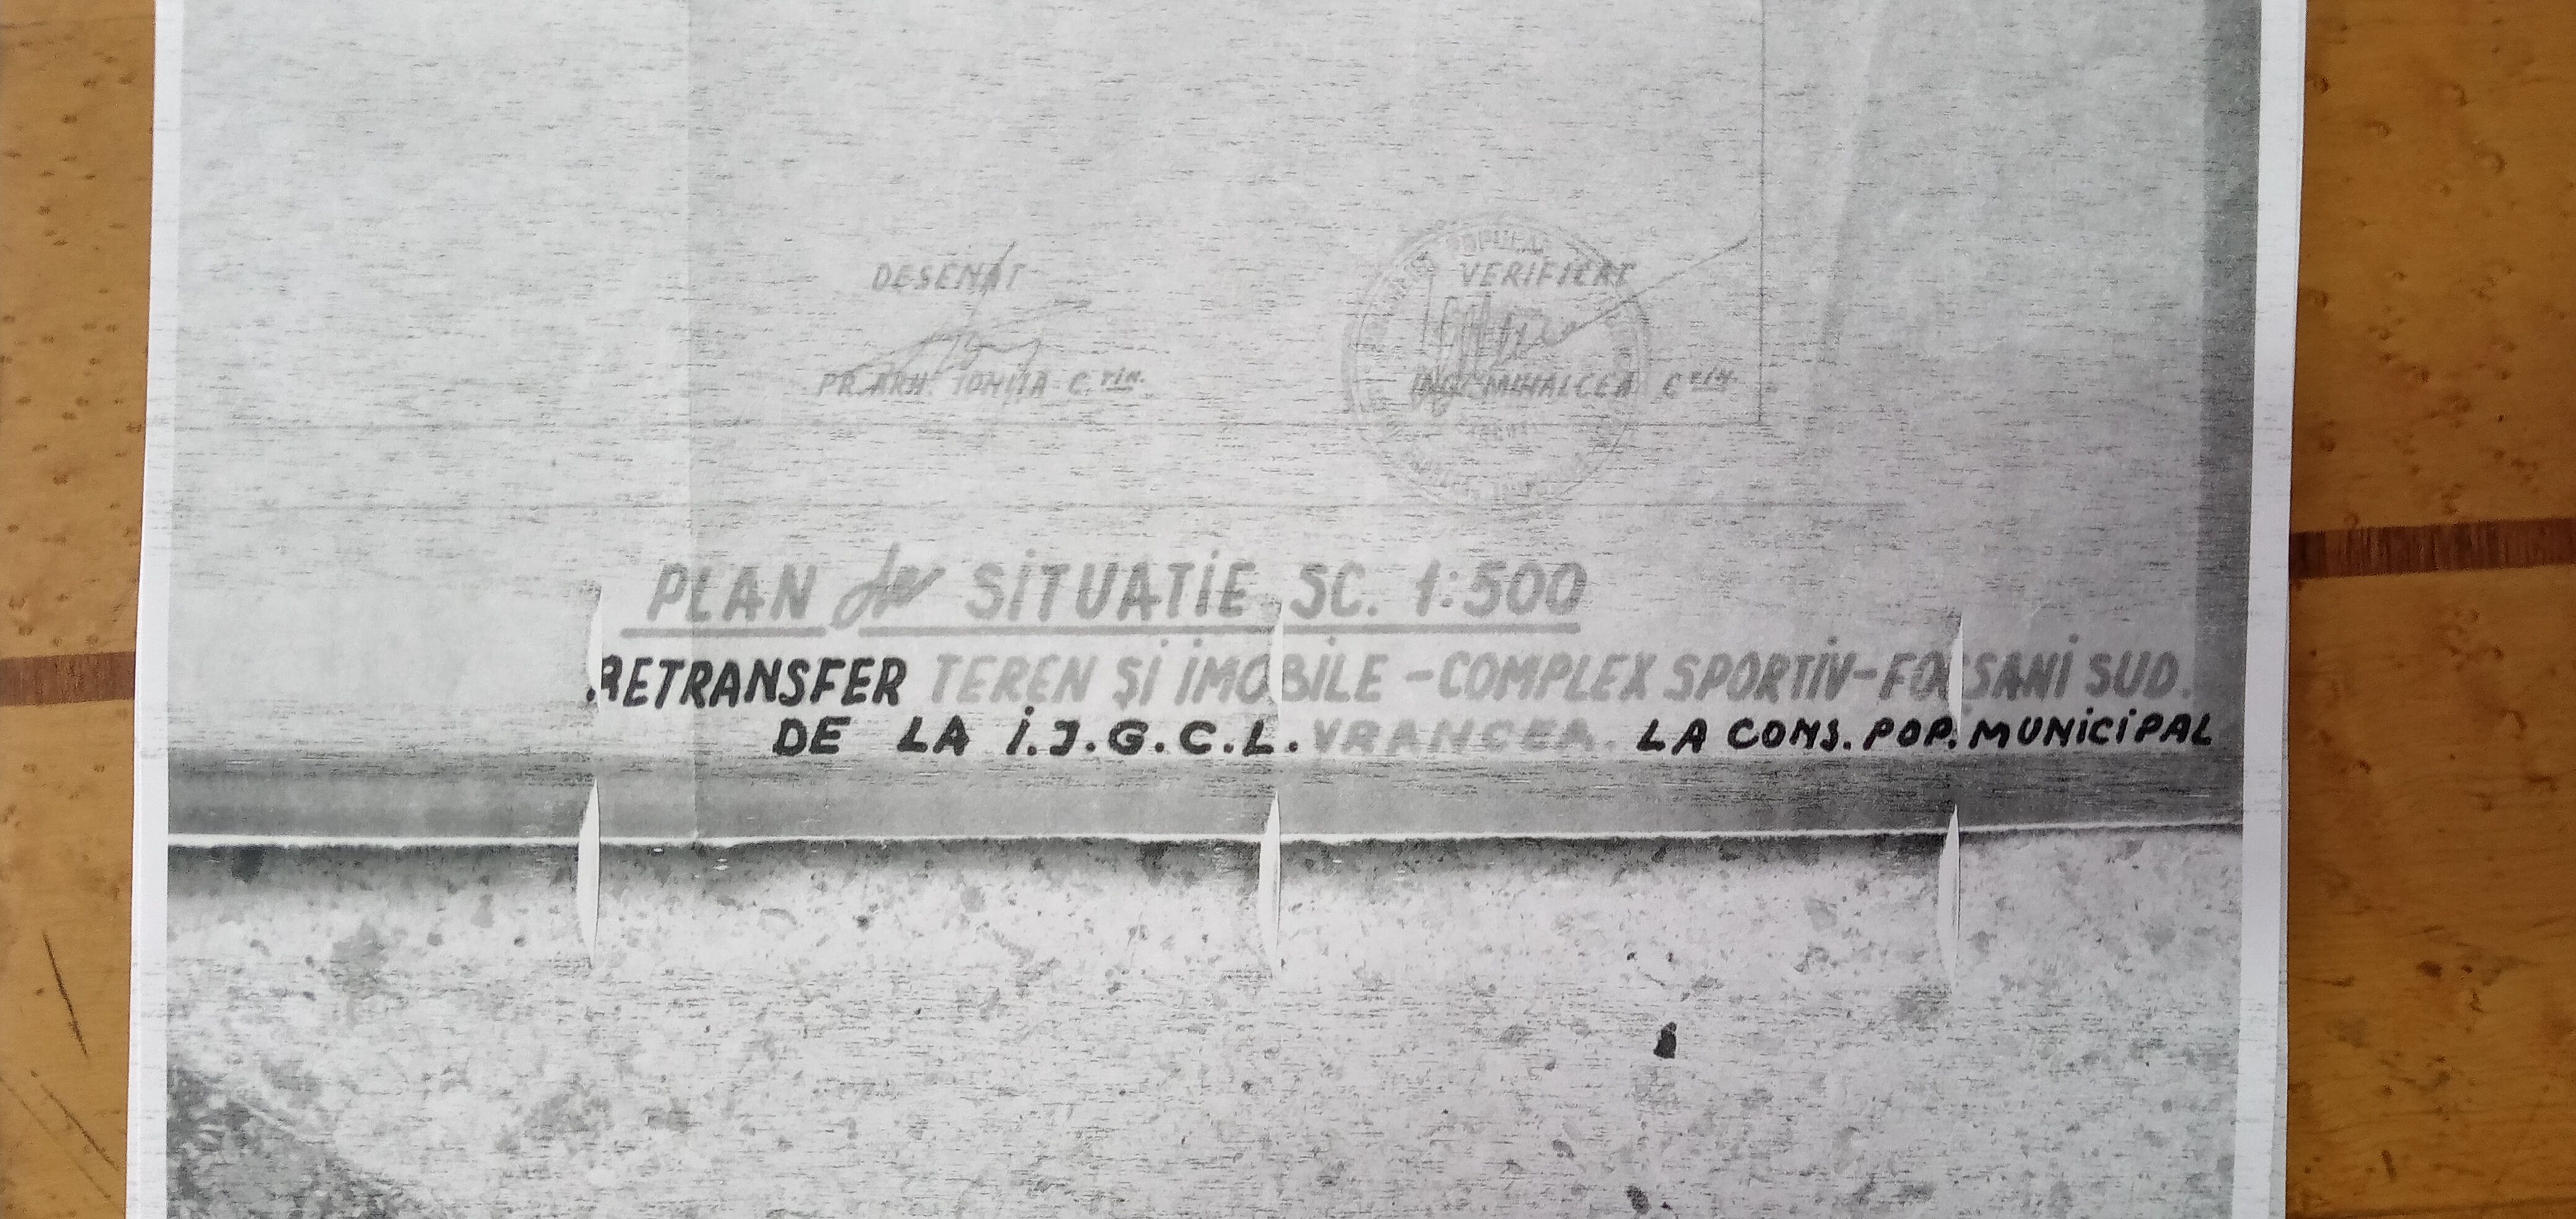 DESENAT
VERIFICAT
PR. ARH. IONIȚA C.tin.
ING. MIHALCEA C.tin.
PLAN de SITUATIE SC. 1:500
RETRANSFER TEREN ȘI IMOBILE - COMPLEX SPORTIV - FOCȘANI SUD.
DE LA I.J.G.C.L. VRANCEA. LA CONS. POP. MUNICIPAL